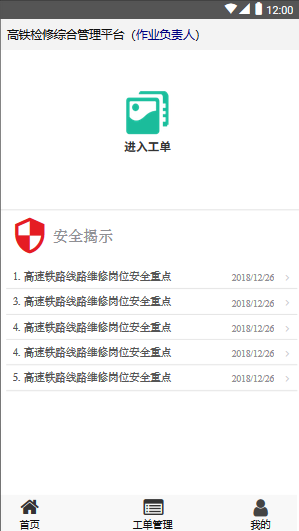 12:00
高铁检修综合管理平台（作业负责人）
进入工单
安全揭示
1. 高速铁路线路维修岗位安全重点 2018/12/26
3. 高速铁路线路维修岗位安全重点 2018/12/26
4. 高速铁路线路维修岗位安全重点 2018/12/26
4. 高速铁路线路维修岗位安全重点 2018/12/26
5. 高速铁路线路维修岗位安全重点 2018/12/26
首页 工单管理 我的